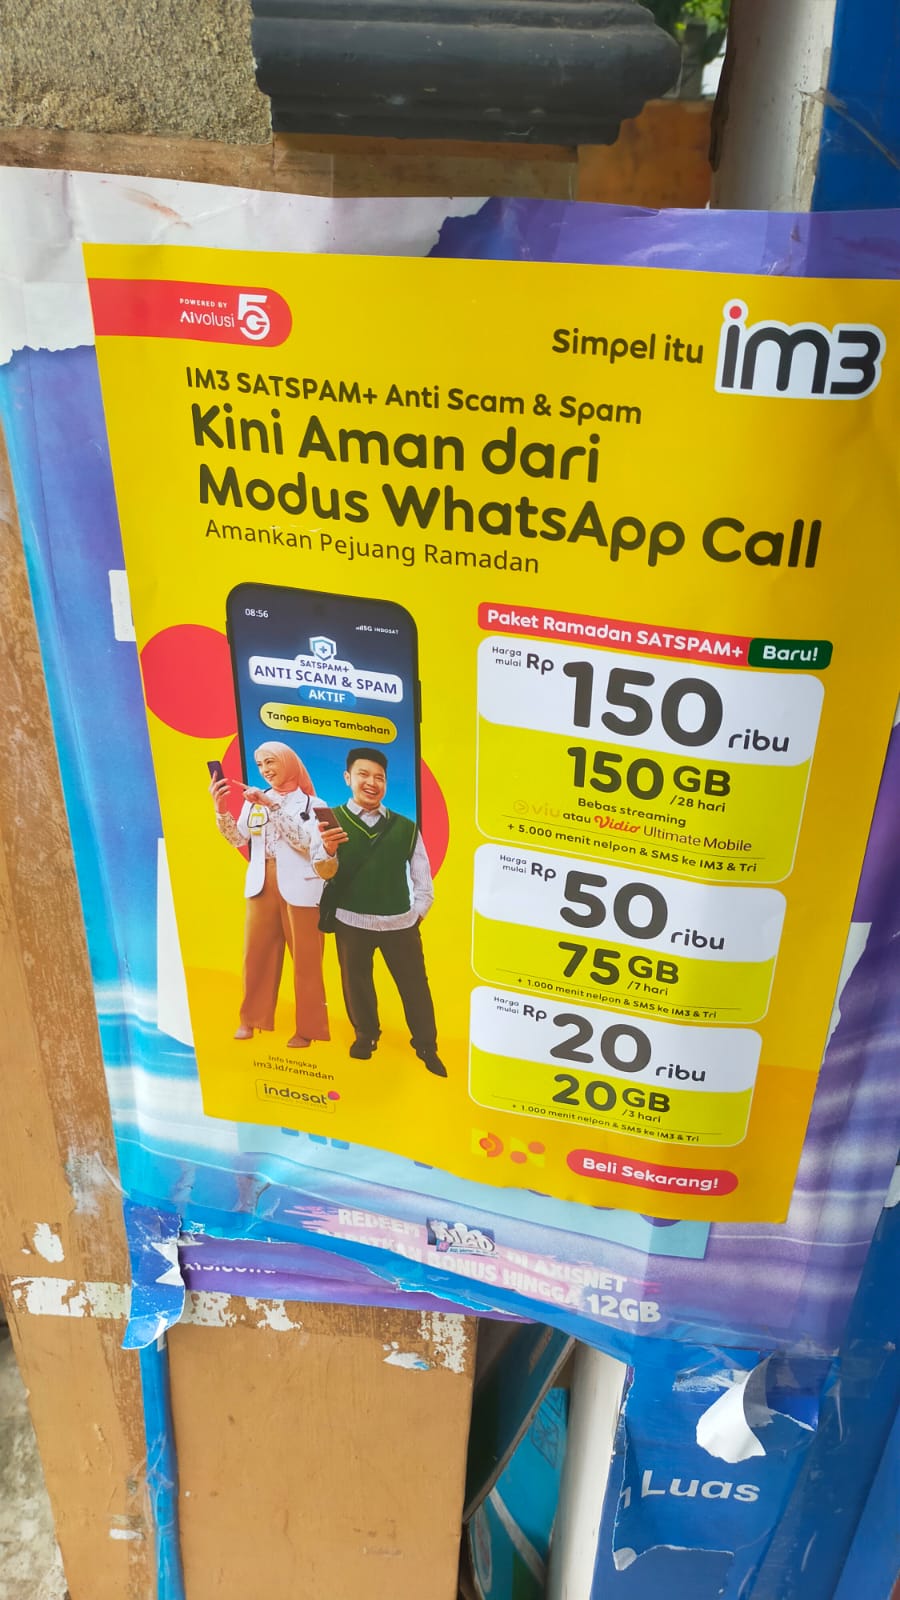 POWERED BY
AIvolusi 5G
Simpel itu im3
IM3 SATSPAM+ Anti Scam & Spam
Kini Aman dari
Modus WhatsApp Call
Amankan Pejuang Ramadan
08:56
5G INDOSAT
SATSPAM+
ANTI SCAM & SPAM
AKTIF
Tanpa Biaya Tambahan
Paket Ramadan SATSPAM+ Baru!
Harga mulai Rp 150 ribu
150 GB /28 hari
Bebas streaming
viu atau Vidio Ultimate Mobile
+ 5.000 menit nelpon & SMS ke IM3 & Tri
Harga mulai Rp 50 ribu
75 GB /7 hari
+ 1.000 menit nelpon & SMS ke IM3 & Tri
Harga mulai Rp 20 ribu
20 GB /3 hari
+ 1.000 menit nelpon & SMS ke IM3 & Tri
Info lengkap
im3.id/ramadan
indosat
Beli Sekarang!
REDEEM
IN AXISNET
BONUS HINGGA 12GB
Luas